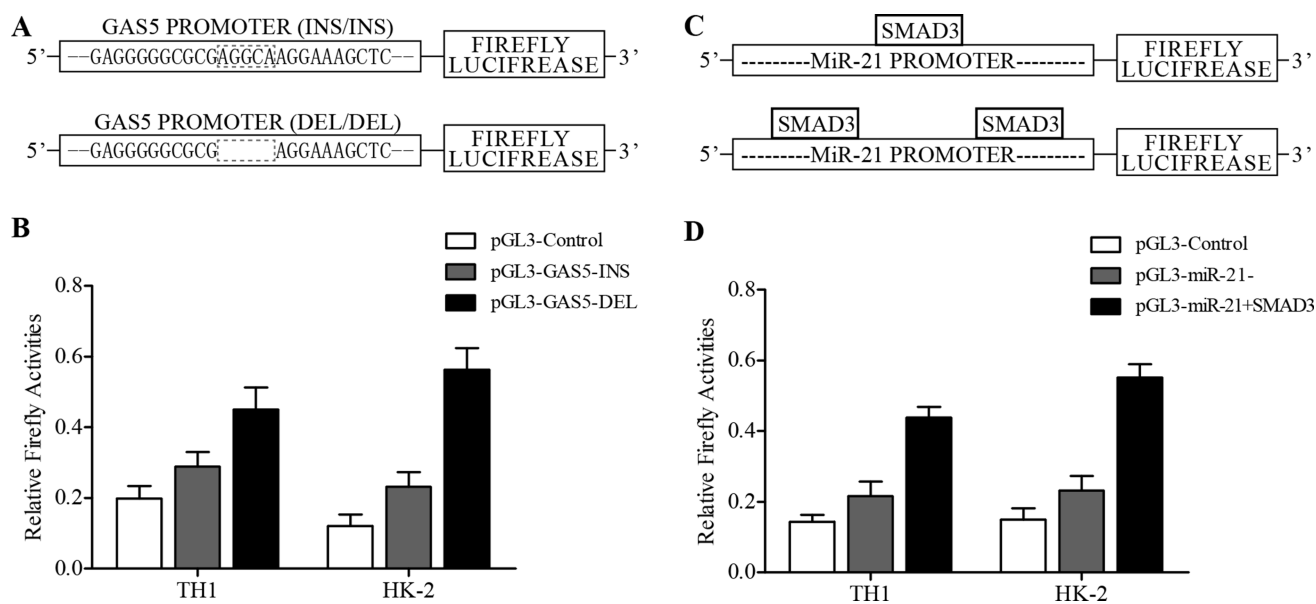 A
GAS5 PROMOTER (INS/INS)
5’ ---GAGGGGGCGCGAGGCAAGGAAAGCTC-- FIREFLY LUCIFREASE 3’
GAS5 PROMOTER (DEL/DEL)
5’ --GAGGGGGCGCG AGGAAAGCTC-- FIREFLY LUCIFREASE 3’
B
pGL3-Control
pGL3-GAS5-INS
pGL3-GAS5-DEL
Relative Firefly Activities
0.8
0.6
0.4
0.2
0.0
TH1 HK-2
C
SMAD3
5’ --------MiR-21 PROMOTER-------- FIREFLY LUCIFREASE 3’
SMAD3 SMAD3
5’ --------MiR-21 PROMOTER-------- FIREFLY LUCIFREASE 3’
D
pGL3-Control
pGL3-miR-21-
pGL3-miR-21+SMAD3
Relative Firefly Activities
0.8
0.6
0.4
0.2
0.0
TH1 HK-2